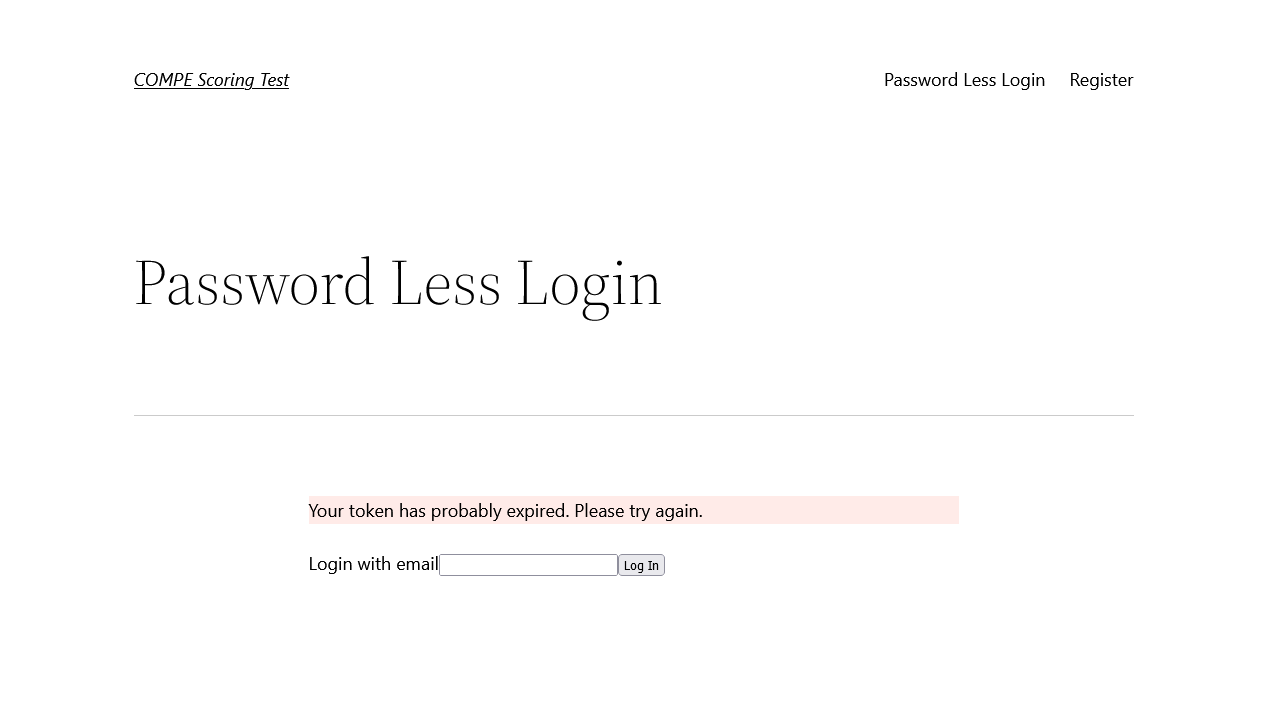 COMPE Scoring Test
Password Less Login Register
Password Less Login
Your token has probably expired. Please try again.
Login with email Log In